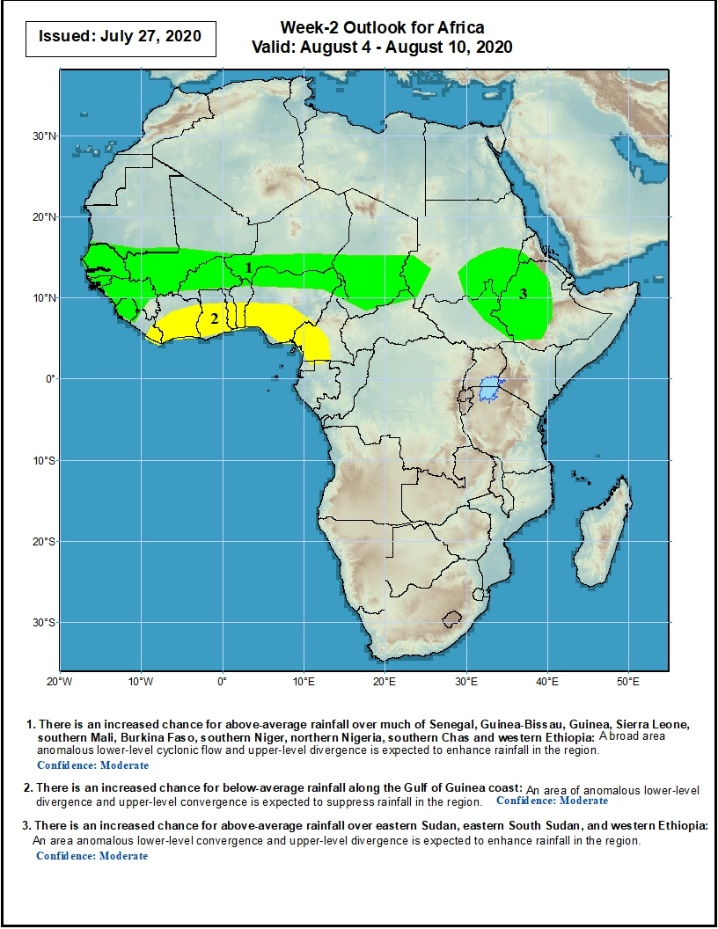 Issued: July 27, 2020
Week-2 Outlook for Africa
Valid: August 4 - August 10, 2020
30°N
20°N
10°N
0°
10°S
20°S
30°S
1
2
3
20°W
10°W
0°
10°E
20°E
30°E
40°E
50°E
1. There is an increased chance for above-average rainfall over much of Senegal, Guinea-Bissau, Guinea, Sierra Leone,
southern Mali, Burkina Faso, southern Niger, northern Nigeria, southern Chas and western Ethiopia: A broad area
anomalous lower-level cyclonic flow and upper-level divergence is expected to enhance rainfall in the region.
Confidence: Moderate
2. There is an increased chance for below-average rainfall along the Gulf of Guinea coast: An area of anomalous lower-level
divergence and upper-level convergence is expected to suppress rainfall in the region. Confidence: Moderate
3. There is an increased chance for above-average rainfall over eastern Sudan, eastern South Sudan, and western Ethiopia:
An area anomalous lower-level convergence and upper-level divergence is expected to enhance rainfall in the region.
Confidence: Moderate